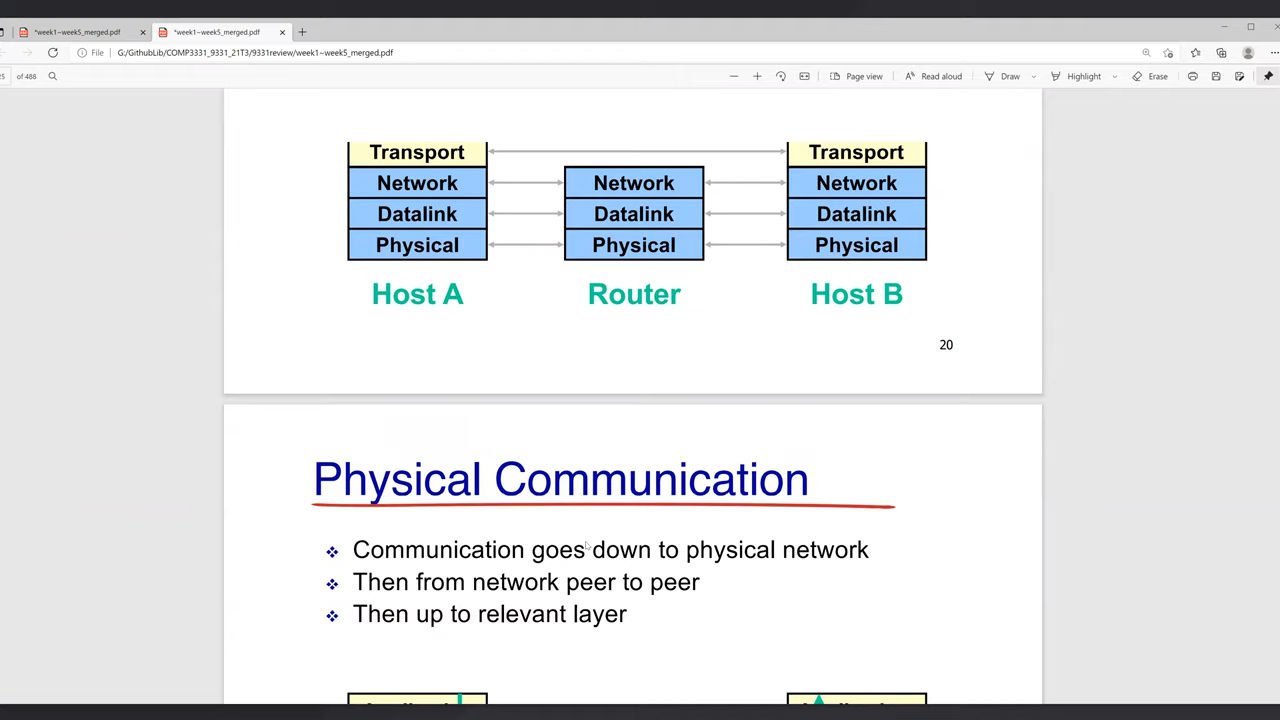 *week1~week5_merged.pdf
*week1~week5_merged.pdf
File G:/GithubLib/COMP3331_9331_21T3/9331review/week1~week5_merged.pdf
of 488 Page view Read aloud Draw Highlight Erase
Transport Transport
Network Network Network
Datalink Datalink Datalink
Physical Physical Physical
Host A Router Host B
20
Physical Communication
Communication goes down to physical network
Then from network peer to peer
Then up to relevant layer